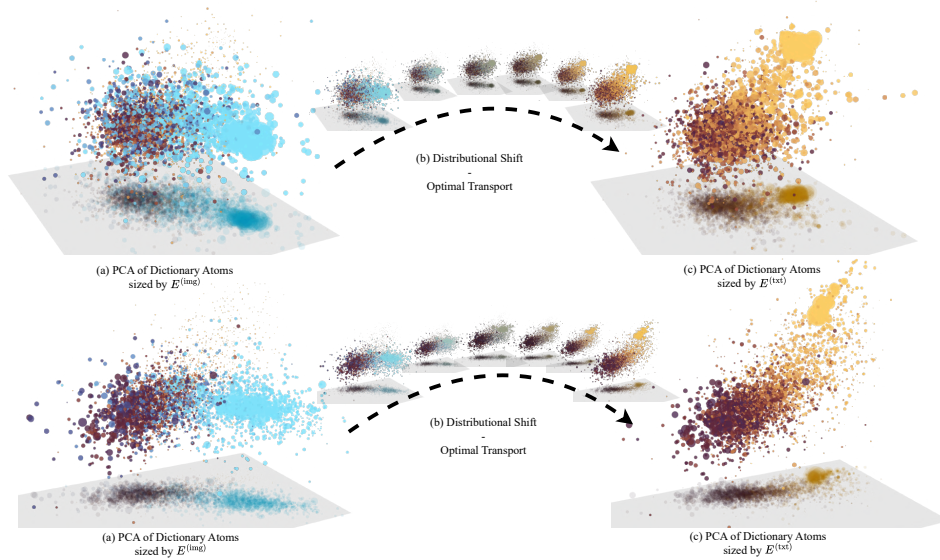 (b) Distributional Shift
-
Optimal Transport
(a) PCA of Dictionary Atoms
sized by E^(img)
(c) PCA of Dictionary Atoms
sized by E^(txt)
(b) Distributional Shift
-
Optimal Transport
(a) PCA of Dictionary Atoms
sized by E^(img)
(c) PCA of Dictionary Atoms
sized by E^(txt)